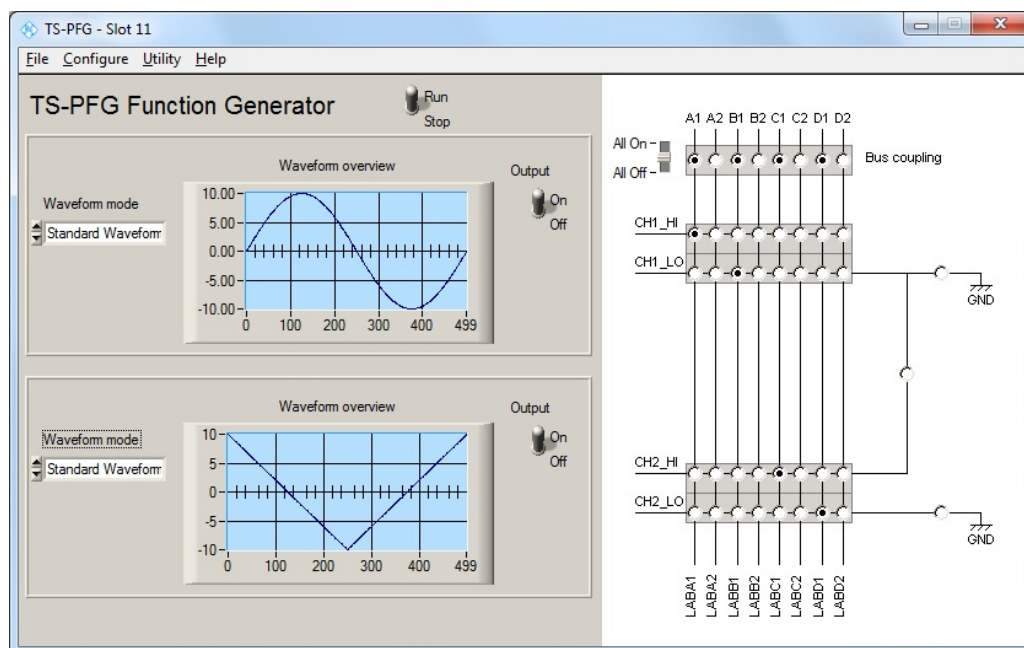 TS-PFG - Slot 11
File Configure Utility Help
TS-PFG Function Generator
Run
Stop
Waveform overview
Output
On
Off
Waveform mode
Standard Waveform
10.00
5.00
0.00
-5.00
-10.00
0 100 200 300 400 499
Waveform overview
Output
On
Off
Waveform mode
Standard Waveform
10
5
0
-5
-10
0 100 200 300 400 499
A1 A2 B1 B2 C1 C2 D1 D2
All On
All Off
Bus coupling
CH1_HI
CH1_LO
GND
CH2_HI
CH2_LO
GND
LABA1
LABA2
LABB1
LABB2
LABC1
LABC2
LABD1
LABD2